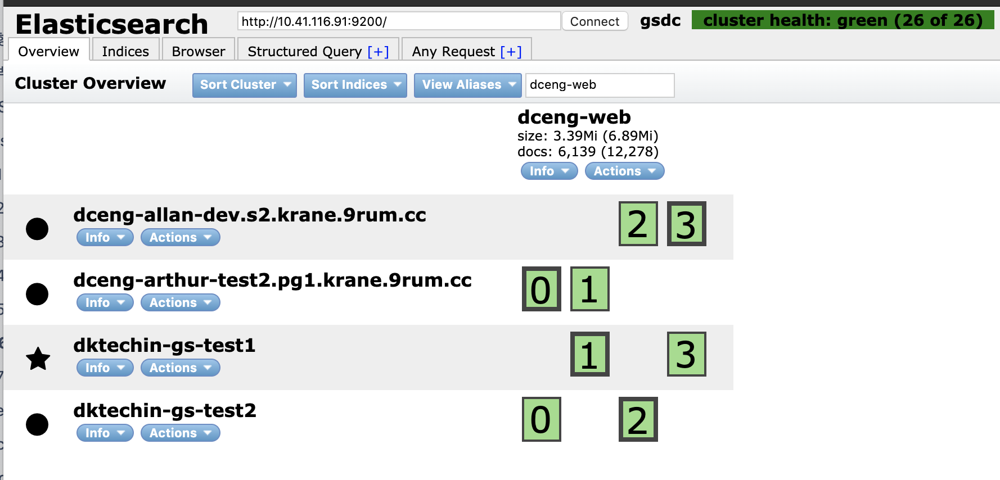 Elasticsearch
http://10.41.116.91:9200/ Connect gsdc cluster health: green (26 of 26)
Overview Indices Browser Structured Query [+] Any Request [+]
Cluster Overview Sort Cluster Sort Indices View Aliases dceng-web
dceng-web
size: 3.39Mi (6.89Mi)
docs: 6,139 (12,278)
Info Actions
dceng-allan-dev.s2.krane.9rum.cc
Info Actions
2 3
dceng-arthur-test2.pg1.krane.9rum.cc
Info Actions
0 1
dktechin-gs-test1
Info Actions
1 3
dktechin-gs-test2
Info Actions
0 2